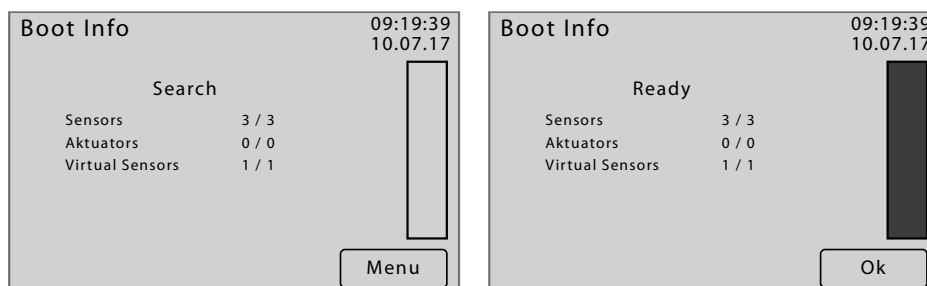 Boot Info 09:19:39
10.07.17
Search
Sensors 3 / 3
Aktuators 0 / 0
Virtual Sensors 1 / 1
Menu
Boot Info 09:19:39
10.07.17
Ready
Sensors 3 / 3
Aktuators 0 / 0
Virtual Sensors 1 / 1
Ok